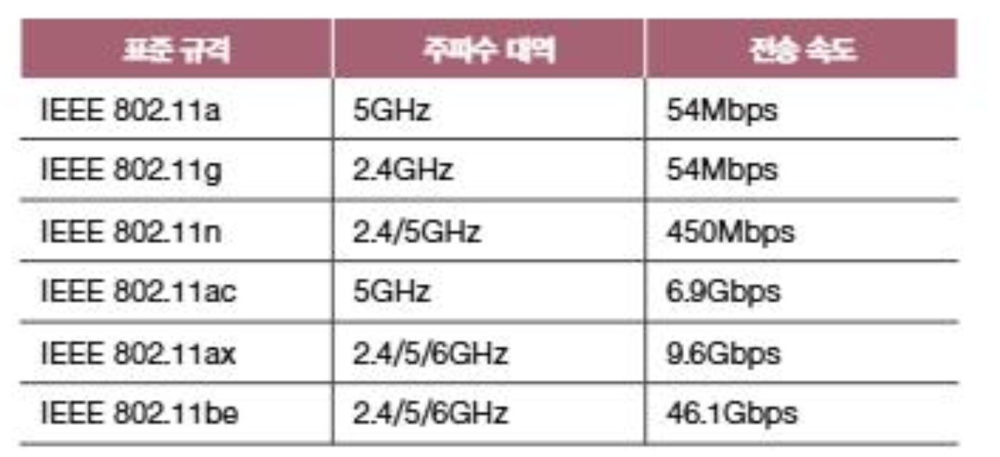 표준 규격 주파수 대역 전송 속도
IEEE 802.11a 5GHz 54Mbps
IEEE 802.11g 2.4GHz 54Mbps
IEEE 802.11n 2.4/5GHz 450Mbps
IEEE 802.11ac 5GHz 6.9Gbps
IEEE 802.11ax 2.4/5/6GHz 9.6Gbps
IEEE 802.11be 2.4/5/6GHz 46.1Gbps